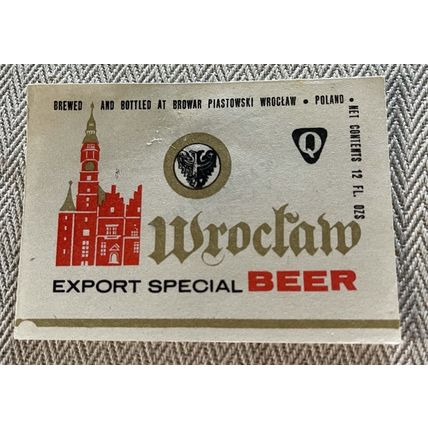 BREWED AND BOTTLED AT BROWAR PIASTOWSKI WROCŁAW • POLAND •
NET CONTENTS 12 FL. OZS
Q
Wrocław
EXPORT SPECIAL BEER